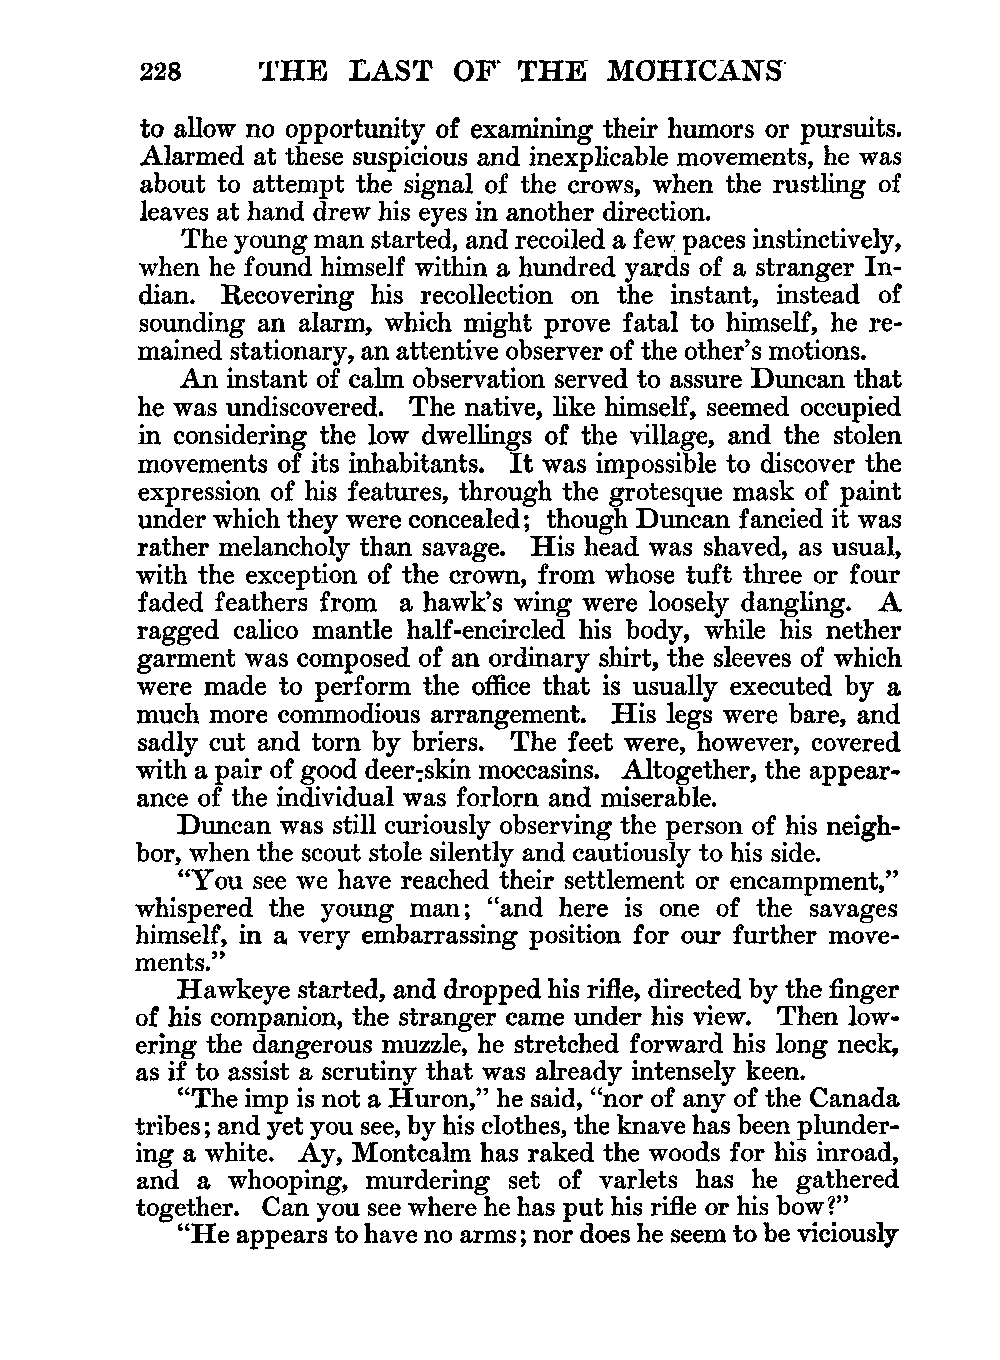 228 THE LAST OF THE MOHICANS
to allow no opportunity of examining their humors or pursuits.
Alarmed at these suspicious and inexplicable movements, he was
about to attempt the signal of the crows, when the rustling of
leaves at hand drew his eyes in another direction.
The young man started, and recoiled a few paces instinctively,
when he found himself within a hundred yards of a stranger In-
dian. Recovering his recollection on the instant, instead of
sounding an alarm, which might prove fatal to himself, he re-
mained stationary, an attentive observer of the other's motions.
An instant of calm observation served to assure Duncan that
he was undiscovered. The native, like himself, seemed occupied
in considering the low dwellings of the village, and the stolen
movements of its inhabitants. It was impossible to discover the
expression of his features, through the grotesque mask of paint
under which they were concealed; though Duncan fancied it was
rather melancholy than savage. His head was shaved, as usual,
with the exception of the crown, from whose tuft three or four
faded feathers from a hawk's wing were loosely dangling. A
ragged calico mantle half-encircled his body, while his nether
garment was composed of an ordinary shirt, the sleeves of which
were made to perform the office that is usually executed by a
much more commodious arrangement. His legs were bare, and
sadly cut and torn by briers. The feet were, however, covered
with a pair of good deer-skin moccasins. Altogether, the appear-
ance of the individual was forlorn and miserable.
Duncan was still curiously observing the person of his neigh-
bor, when the scout stole silently and cautiously to his side.
"You see we have reached their settlement or encampment,"
whispered the young man; "and here is one of the savages
himself, in a very embarrassing position for our further move-
ments."
Hawkeye started, and dropped his rifle, directed by the finger
of his companion, the stranger came under his view. Then low-
ering the dangerous muzzle, he stretched forward his long neck,
as if to assist a scrutiny that was already intensely keen.
"The imp is not a Huron," he said, "nor of any of the Canada
tribes; and yet you see, by his clothes, the knave has been plunder-
ing a white. Ay, Montcalm has raked the woods for his inroad,
and a whooping, murdering set of varlets has he gathered
together. Can you see where he has put his rifle or his bow?"
"He appears to have no arms; nor does he seem to be viciously